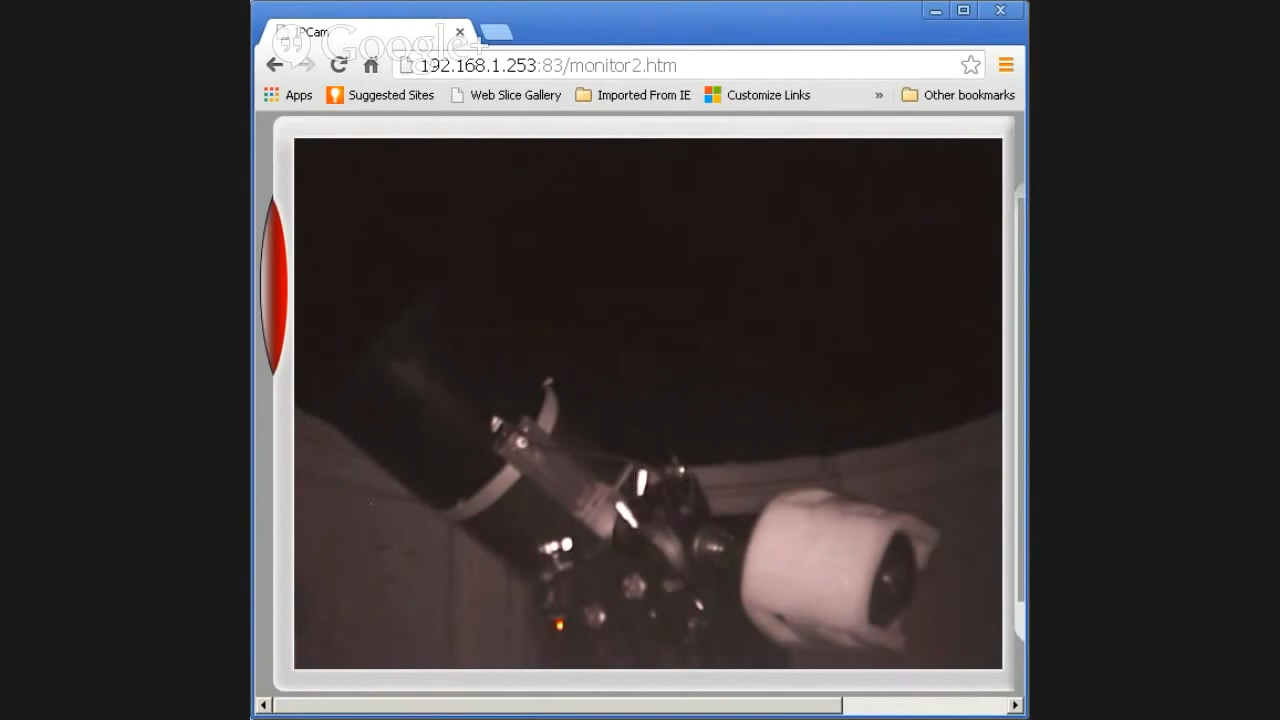 IPCam
Google+
192.168.1.253:83/monitor2.htm
Apps Suggested Sites Web Slice Gallery Imported From IE Customize Links » Other bookmarks